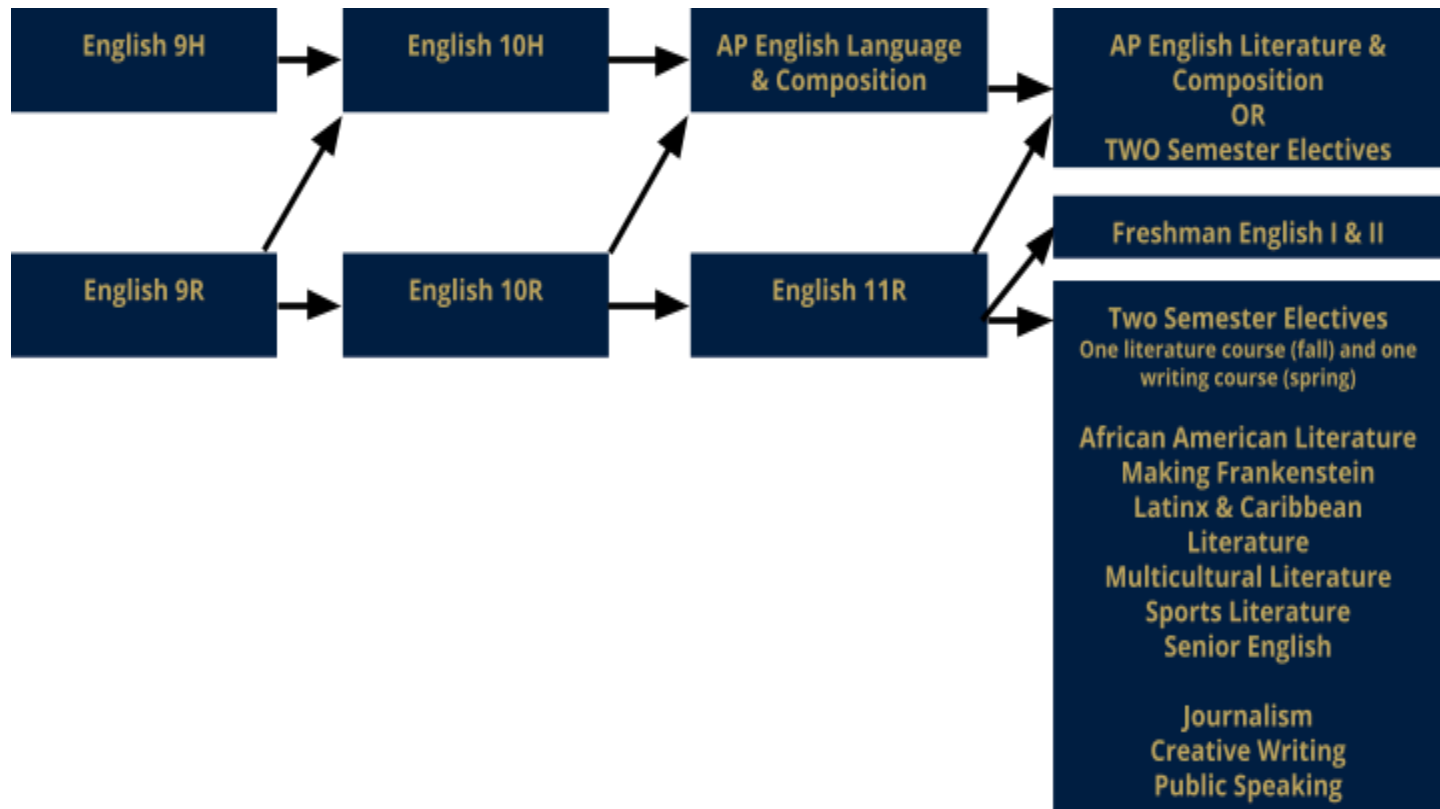 English 9H
English 10H
AP English Language
& Composition
AP English Literature &
Composition
OR
TWO Semester Electives
Freshman English I & II
English 9R
English 10R
English 11R
Two Semester Electives
One literature course (fall) and one
writing course (spring)
African American Literature
Making Frankenstein
Latinx & Caribbean
Literature
Multicultural Literature
Sports Literature
Senior English
Journalism
Creative Writing
Public Speaking